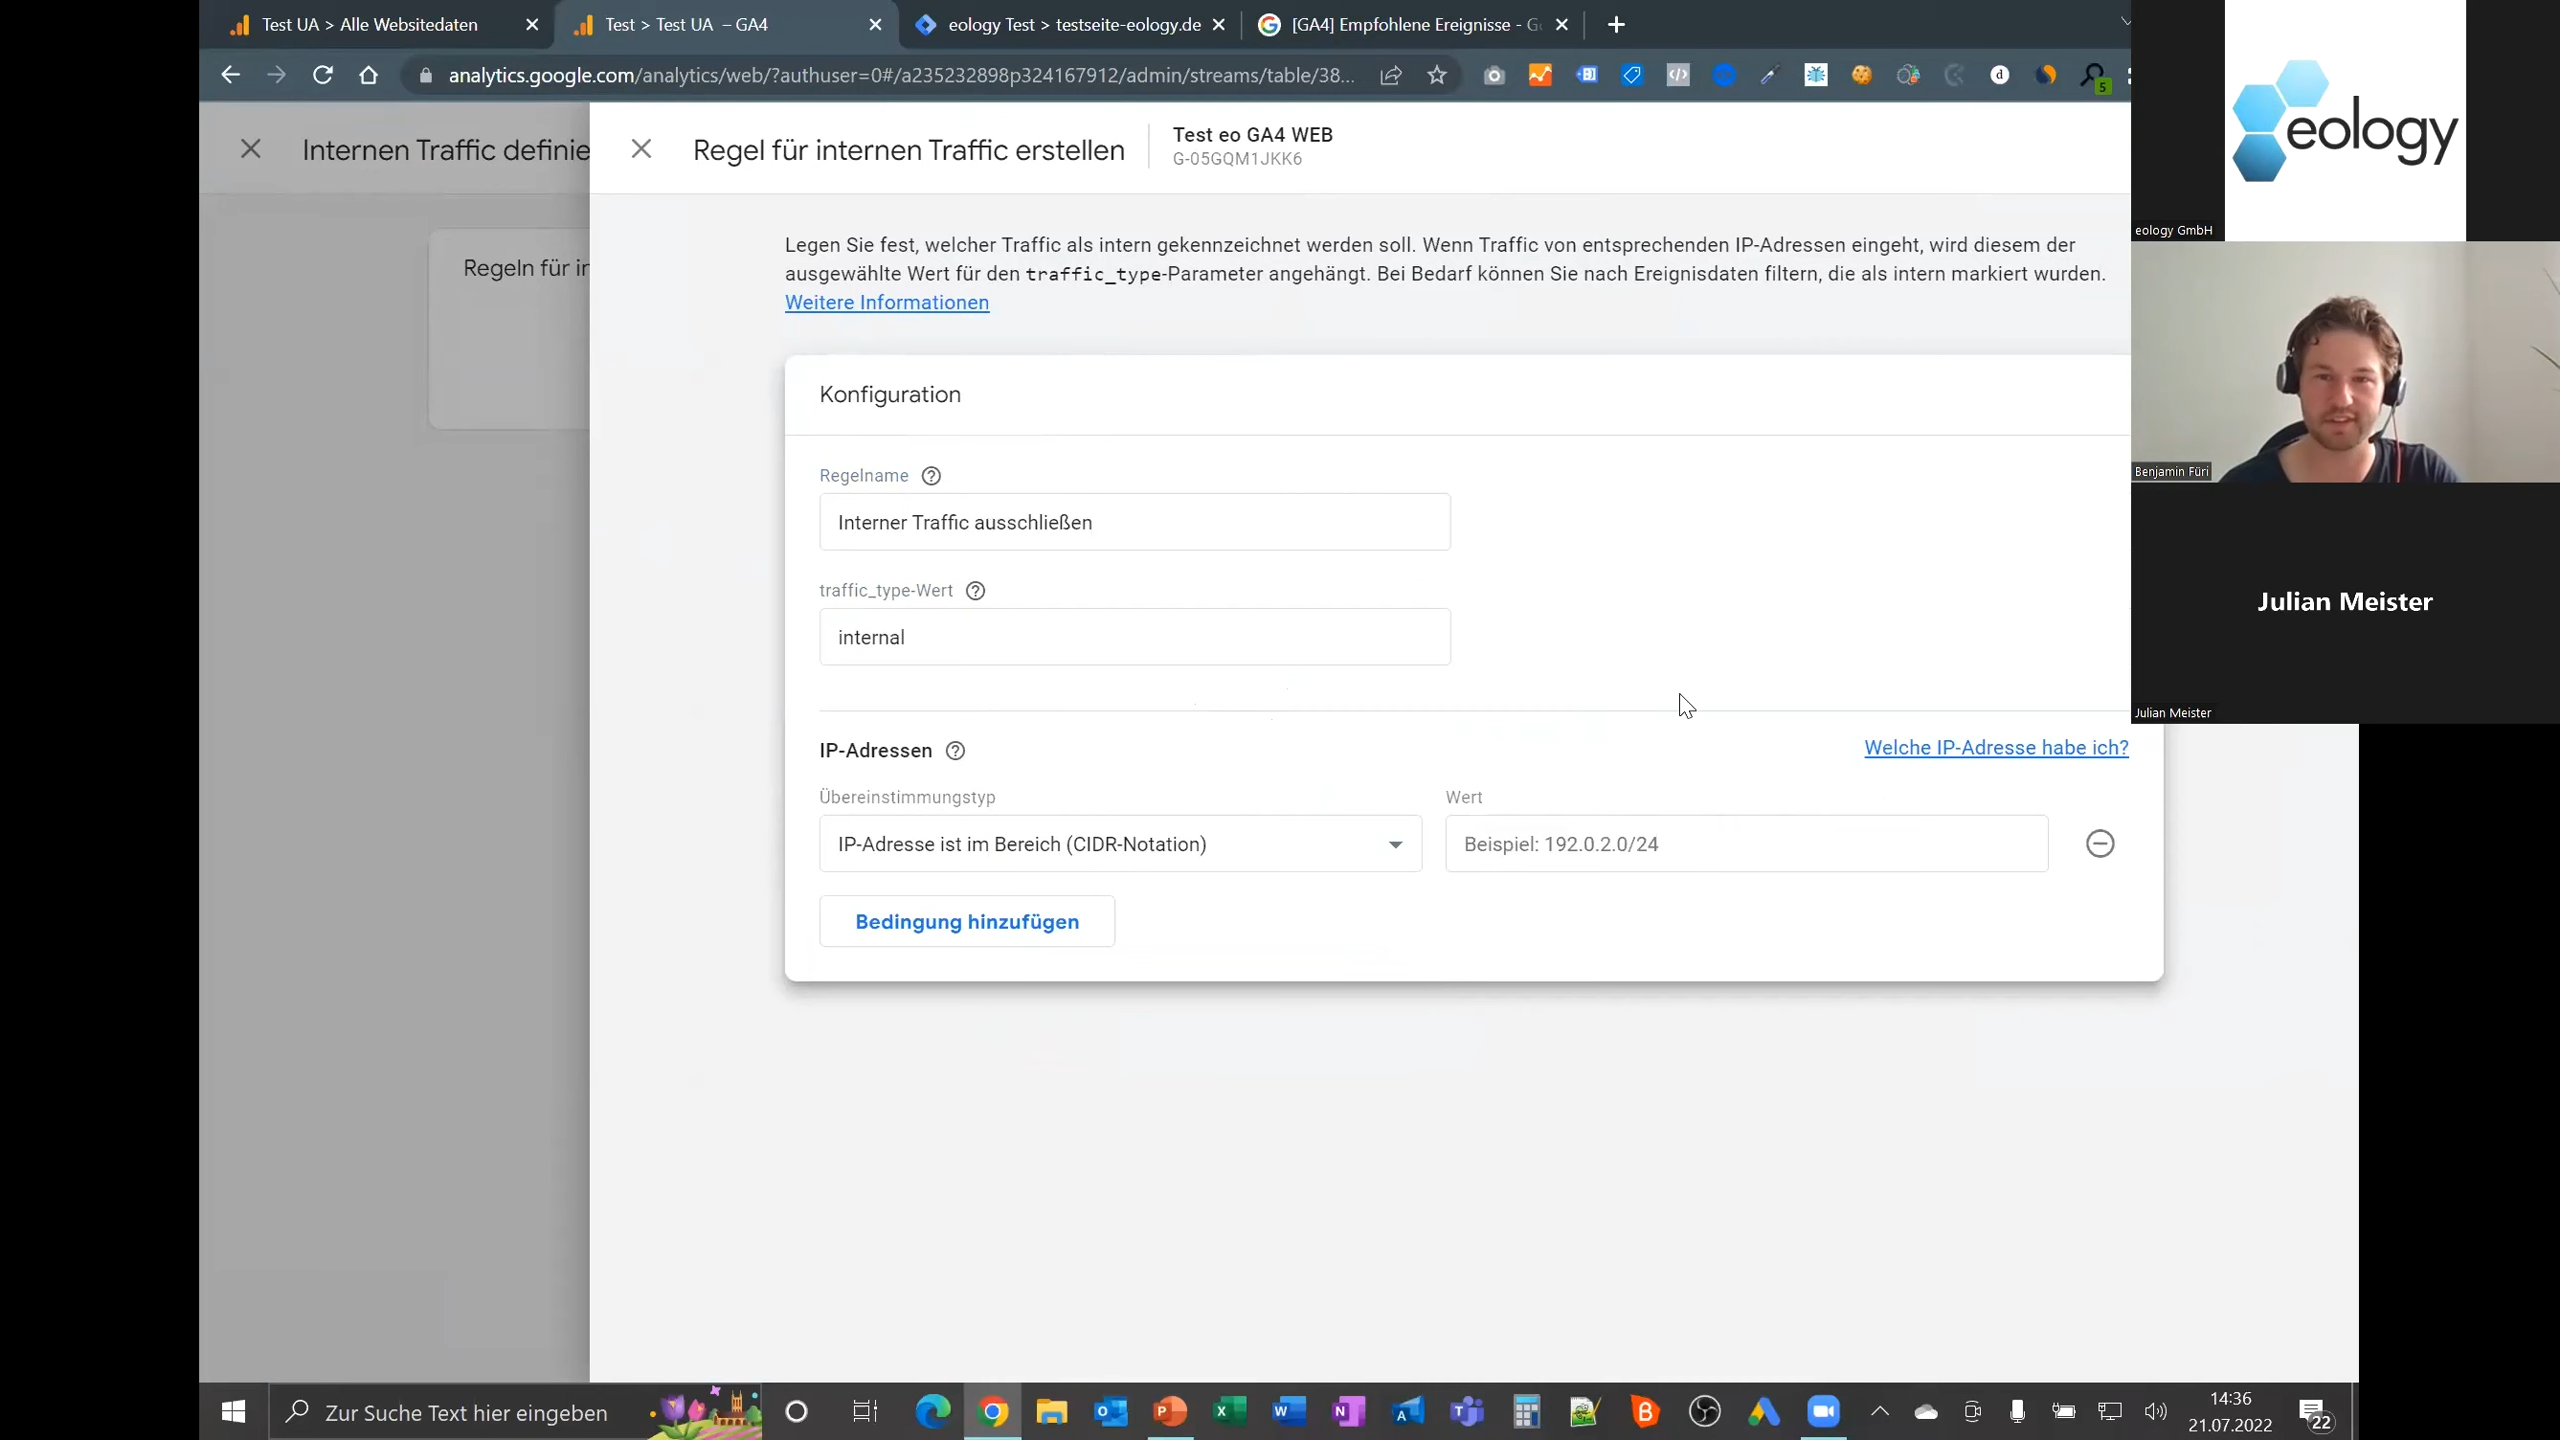 Test UA > Alle Websitedaten
Test > Test UA – GA4
eology Test > testseite-eology.de
[GA4] Empfohlene Ereignisse - G
analytics.google.com/analytics/web/?authuser=0#/a235232898p324167912/admin/streams/table/38...
5
Internen Traffic definie
Regel für internen Traffic erstellen
Test eo GA4 WEB
G-05GQM1JKK6
Regeln für in
Legen Sie fest, welcher Traffic als intern gekennzeichnet werden soll. Wenn Traffic von entsprechenden IP-Adressen eingeht, wird diesem der
ausgewählte Wert für den traffic_type-Parameter angehängt. Bei Bedarf können Sie nach Ereignisdaten filtern, die als intern markiert wurden.
Weitere Informationen
Konfiguration
Regelname
Interner Traffic ausschließen
traffic_type-Wert
internal
IP-Adressen
Welche IP-Adresse habe ich?
Übereinstimmungstyp
Wert
IP-Adresse ist im Bereich (CIDR-Notation)
Beispiel: 192.0.2.0/24
Bedingung hinzufügen
eology
eology GmbH
Benjamin Füri
Julian Meister
Julian Meister
Zur Suche Text hier eingeben
14:36
21.07.2022
22